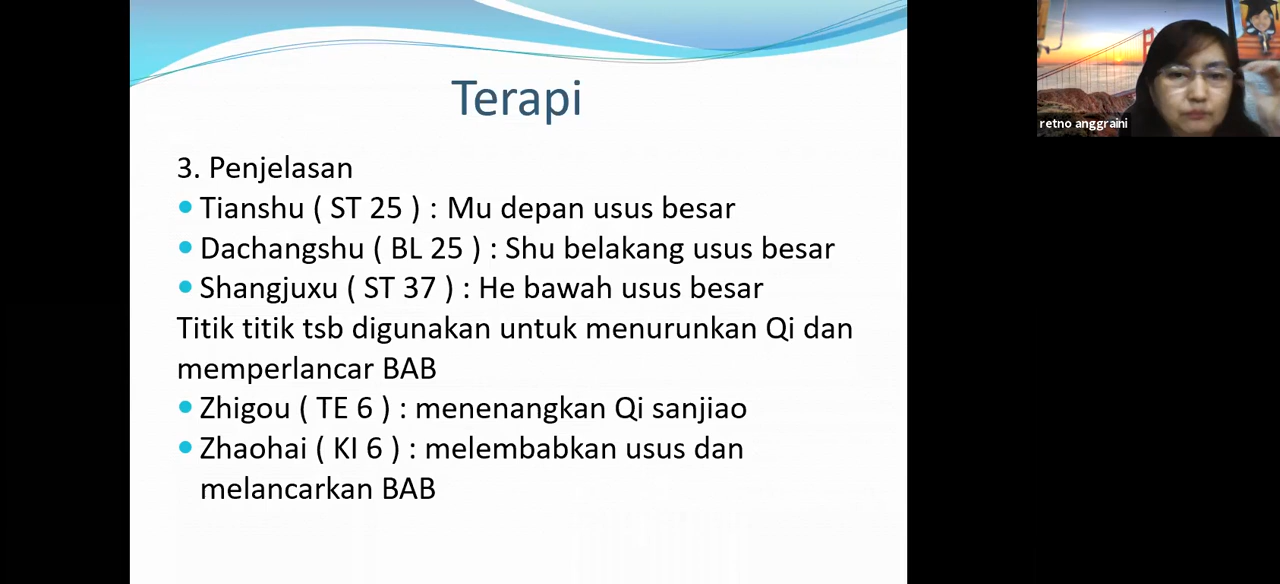 Terapi
3. Penjelasan
• Tianshu ( ST 25 ) : Mu depan usus besar
• Dachangshu ( BL 25 ) : Shu belakang usus besar
• Shangjuxu ( ST 37 ) : He bawah usus besar
Titik titik tsb digunakan untuk menurunkan Qi dan
memperlancar BAB
• Zhigou ( TE 6 ) : menenangkan Qi sanjiao
• Zhaohai ( KI 6 ) : melembabkan usus dan
melancarkan BAB
retno anggraini